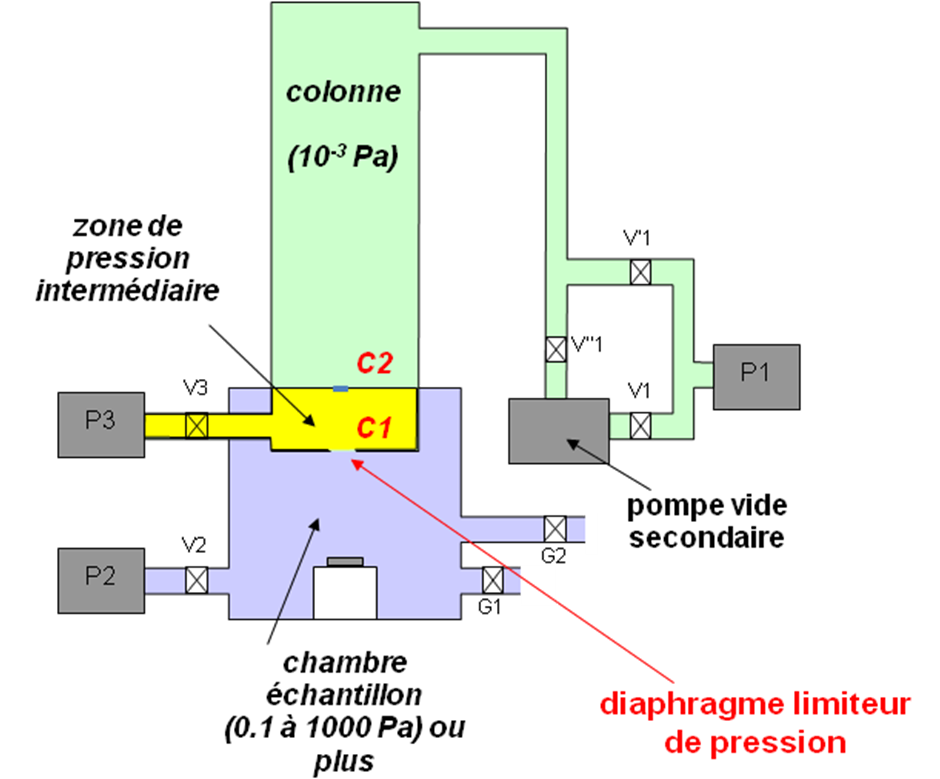 colonne
(10-3 Pa)
zone de
pression
intermédiaire
V'1
V"1
P1
C2
V3
P3
C1
V1
pompe vide
secondaire
V2
P2
G2
G1
chambre
échantillon
(0.1 à 1000 Pa) ou
plus
diaphragme limiteur
de pression